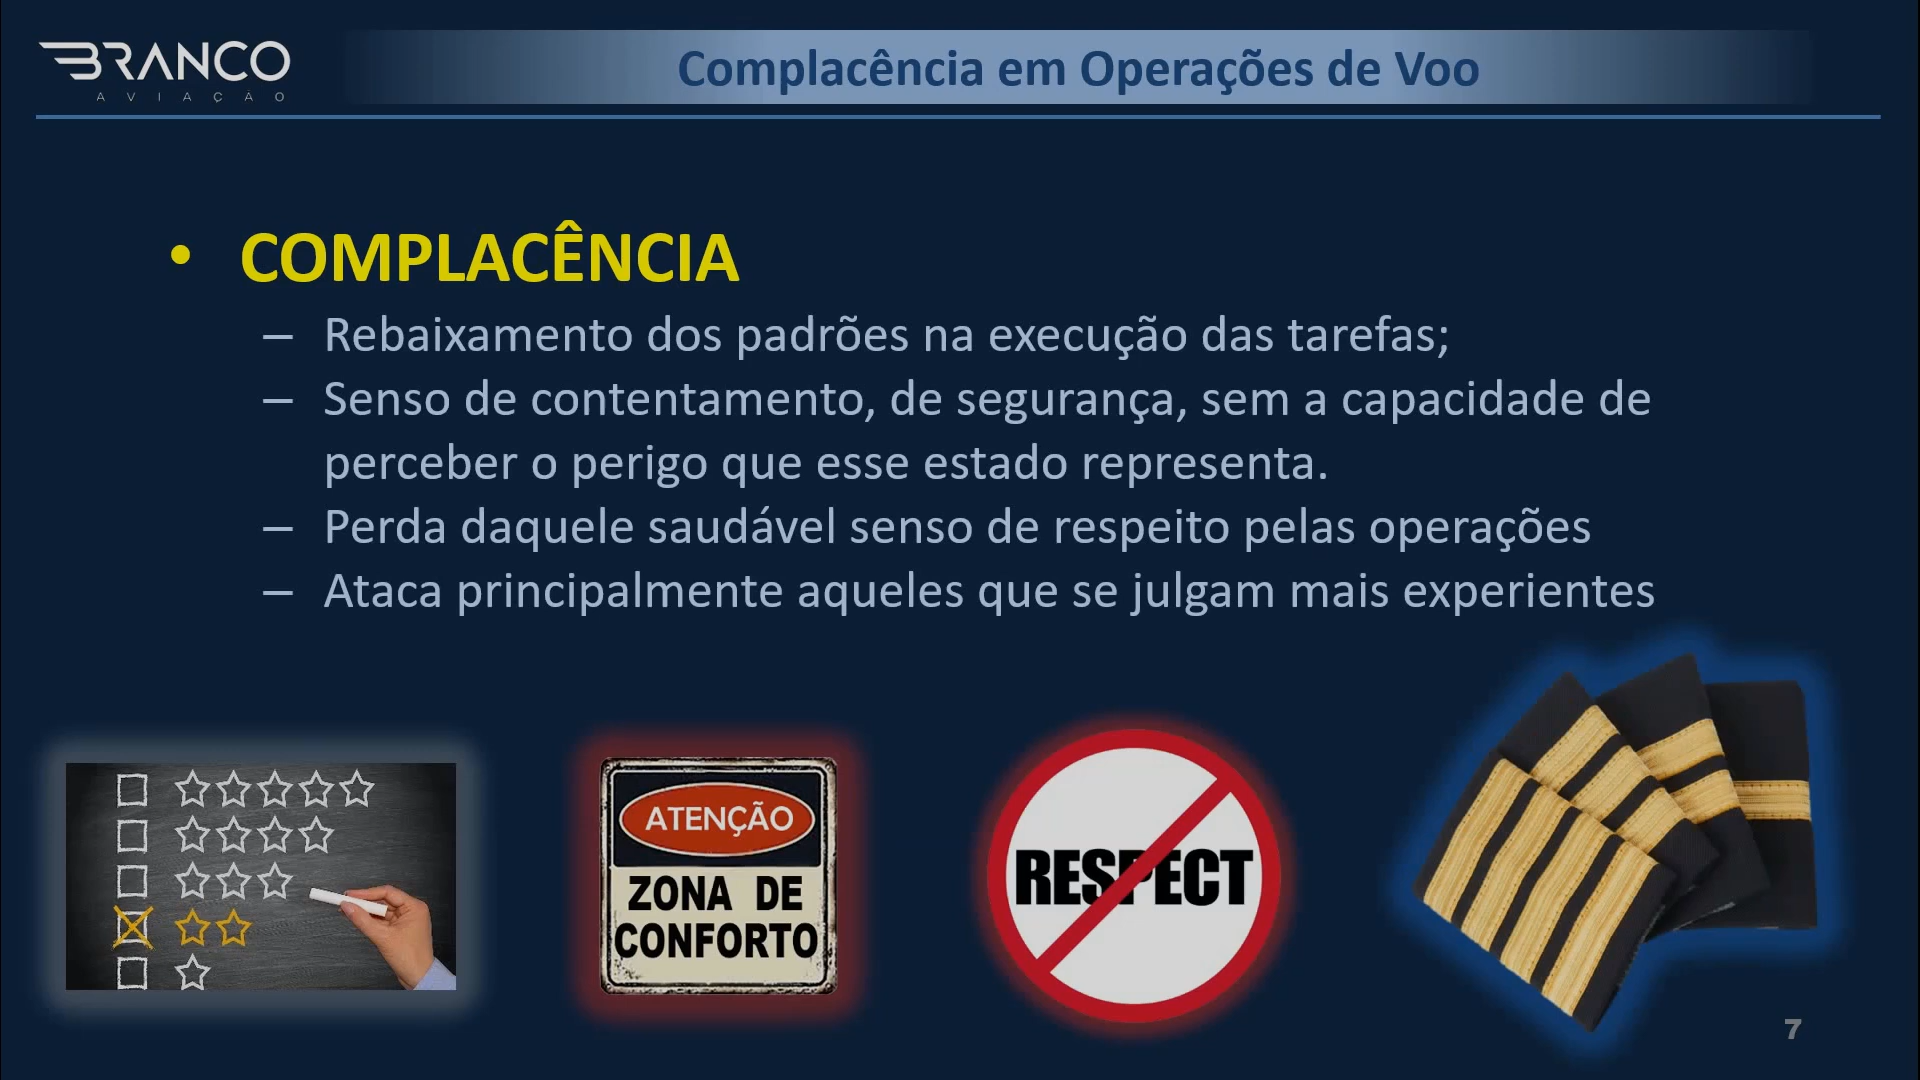 BRANCO
AVIAÇÃO
Complacência em Operações de Voo
• COMPLACÊNCIA
– Rebaixamento dos padrões na execução das tarefas;
– Senso de contentamento, de segurança, sem a capacidade de
perceber o perigo que esse estado representa.
– Perda daquele saudável senso de respeito pelas operações
– Ataca principalmente aqueles que se julgam mais experientes
ATENÇÃO
ZONA DE
CONFORTO
RESPECT
7